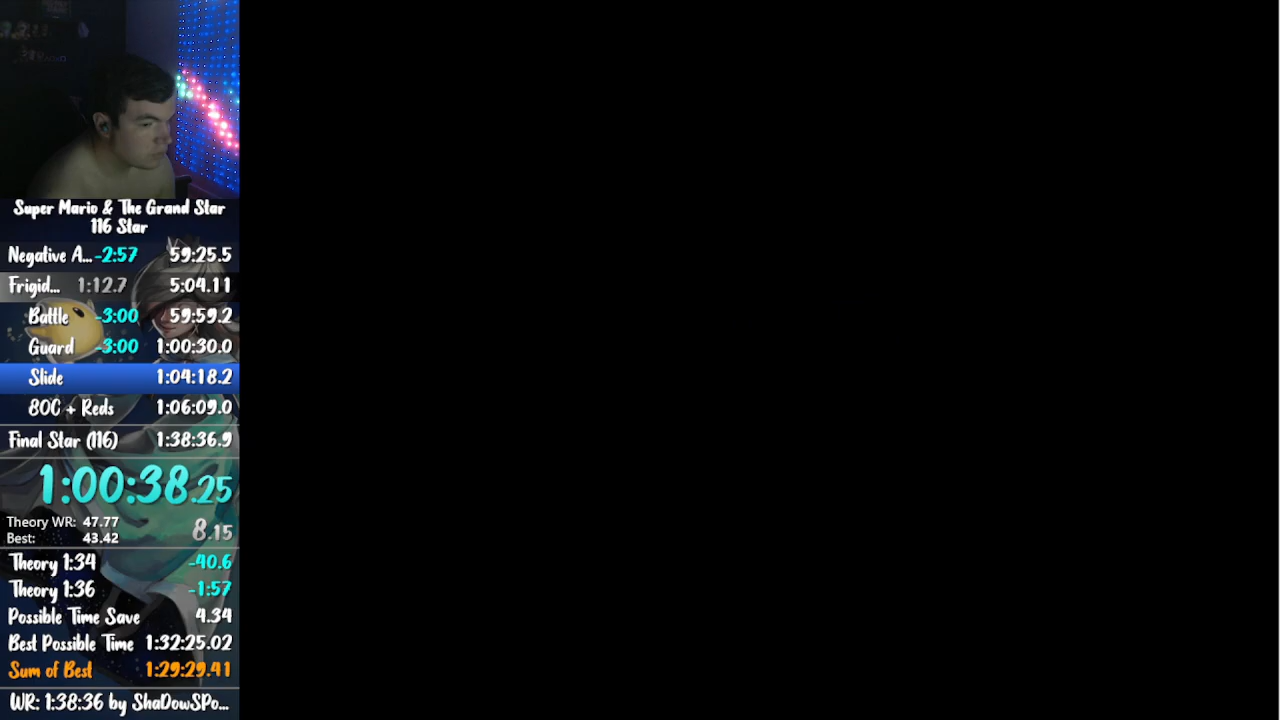 Super Mario & The Grand Star
116 Star
Negative A... -2:57 59:25.5
Frigid... 1:12.7 5:04.11
Battle -3:00 59:59.2
Guard -3:00 1:00:30.0
Slide 1:04:18.2
80C + Reds 1:06:09.0
Final Star (116) 1:38:36.9
1:00:38.25
Theory WR: 47.77
Best: 43.42 8.15
Theory 1:34 -40.6
Theory 1:36 -1:57
Possible Time Save 4.34
Best Possible Time 1:32:25.02
Sum of Best 1:29:29.41
WR: 1:38:36 by ShaDowSPo...